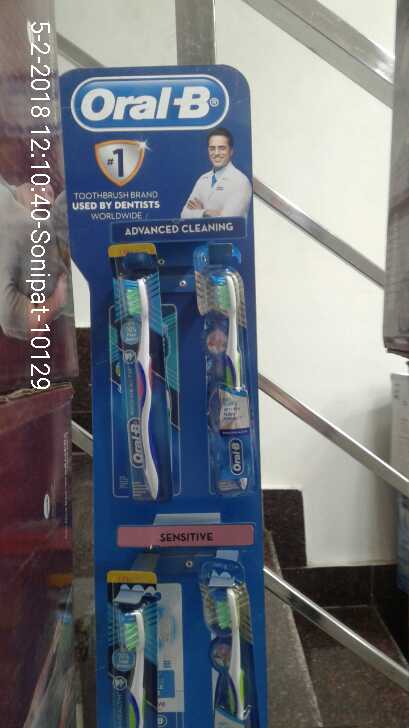 5-2-2018 12:10:40-Sonipat-10129
Oral-B®
#1
TOOTHBRUSH BRAND
USED BY DENTISTS
WORLDWIDE
ADVANCED CLEANING
Oral-B
Oral-B
SENSITIVE